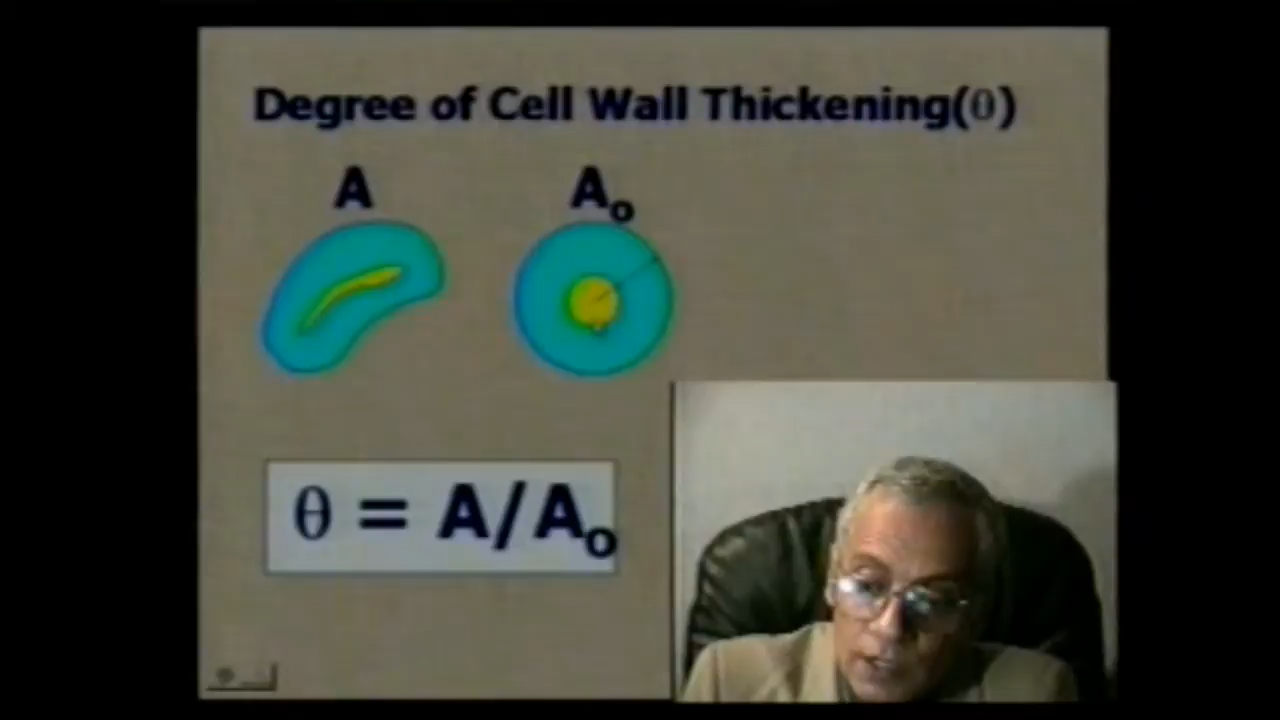 Degree of Cell Wall Thickening(θ)
A
Aₒ
θ = A/Aₒ